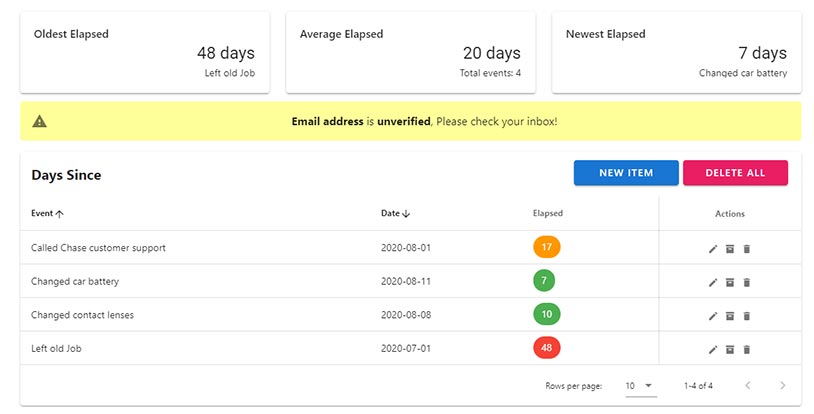 Oldest Elapsed
48 days
Left old Job
Average Elapsed
20 days
Total events: 4
Newest Elapsed
7 days
Changed car battery
Email address is unverified, Please check your inbox!
Days Since
NEW ITEM
DELETE ALL
Event Date Elapsed Actions
Called Chase customer support 2020-08-01 17
Changed car battery 2020-08-11 7
Changed contact lenses 2020-08-08 10
Left old Job 2020-07-01 48
Rows per page: 10 1-4 of 4